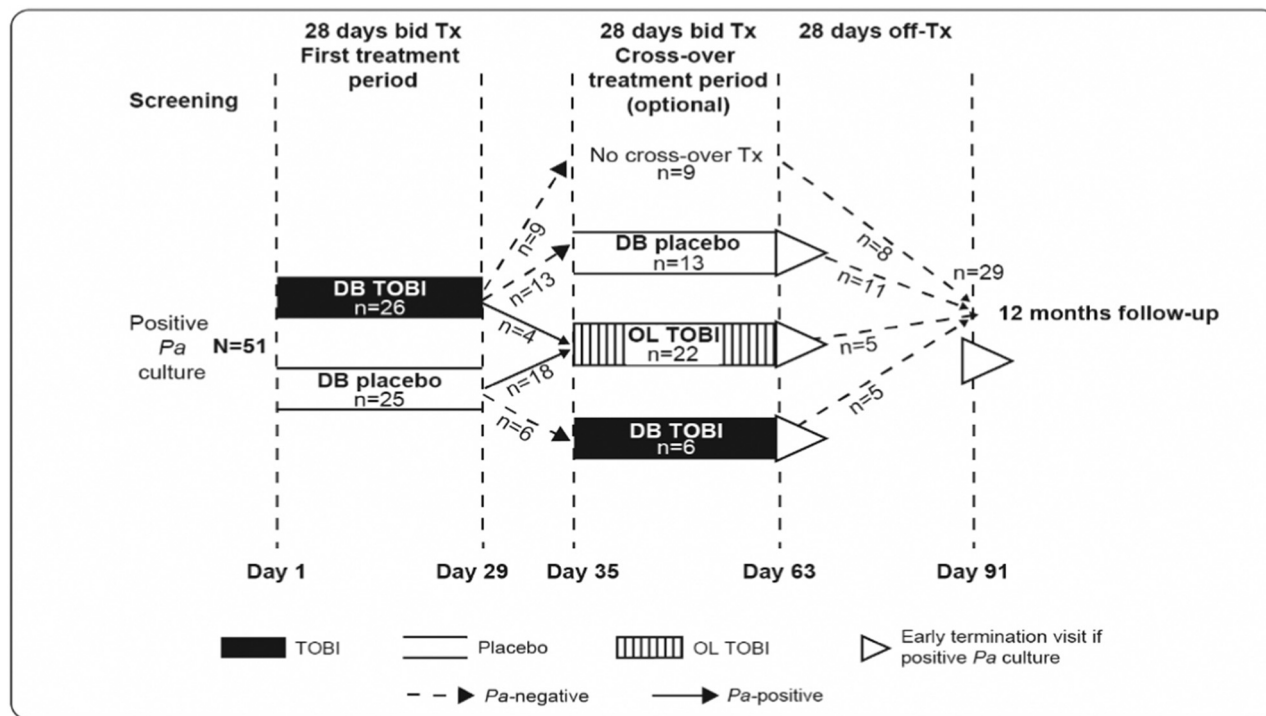 28 days bid Tx
First treatment
period
28 days bid Tx
Cross-over
treatment period
(optional)
28 days off-Tx
Screening
No cross-over Tx
n=9
n=9
n=13
n=4
n=18
n=6
DB TOBI
n=26
DB placebo
n=25
Positive
Pa
culture
N=51
DB placebo
n=13
OL TOBI
n=22
DB TOBI
n=6
n=8
n=11
n=5
n=5
n=29
12 months follow-up
Day 1
Day 29
Day 35
Day 63
Day 91
TOBI
Placebo
OL TOBI
Early termination visit if
positive Pa culture
Pa-negative
Pa-positive